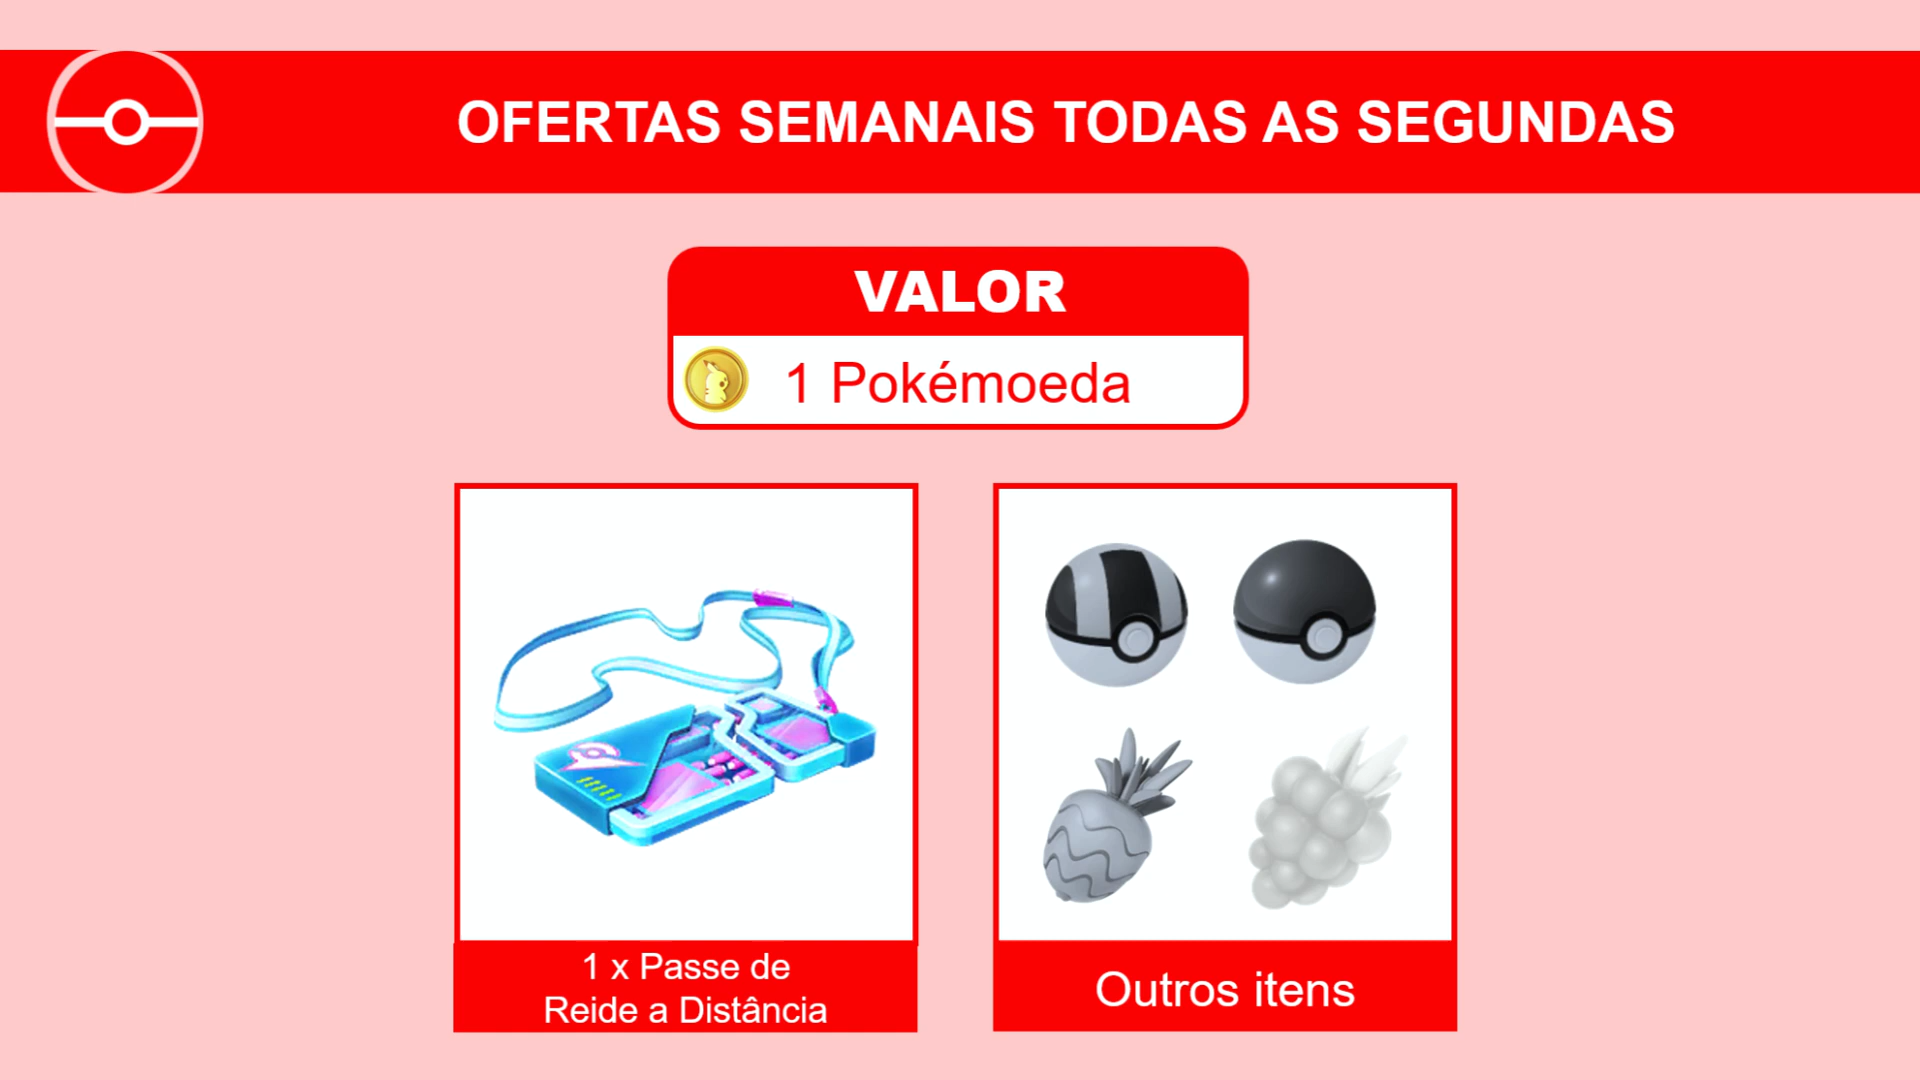 OFERTAS SEMANAIS TODAS AS SEGUNDAS
VALOR
1 Pokémoeda
1 x Passe de
Reide a Distância
Outros itens